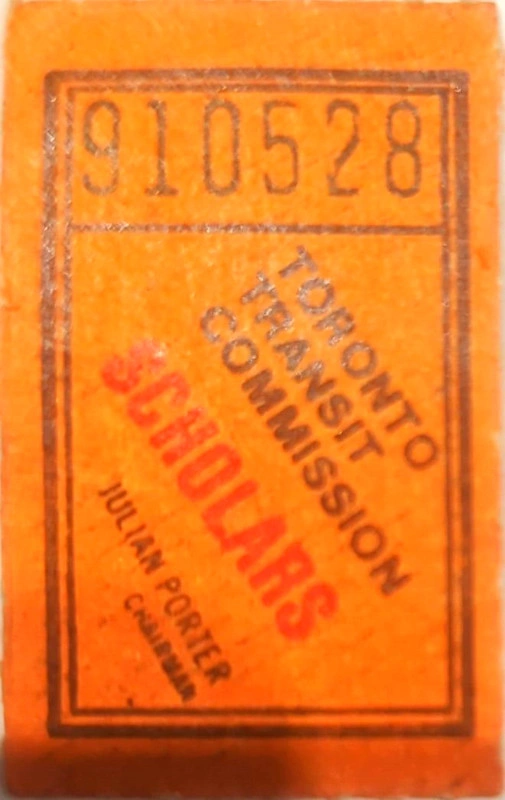 910528
TORONTO
TRANSIT
COMMISSION
SCHOLARS
JULIAN PORTER
CHAIRMAN